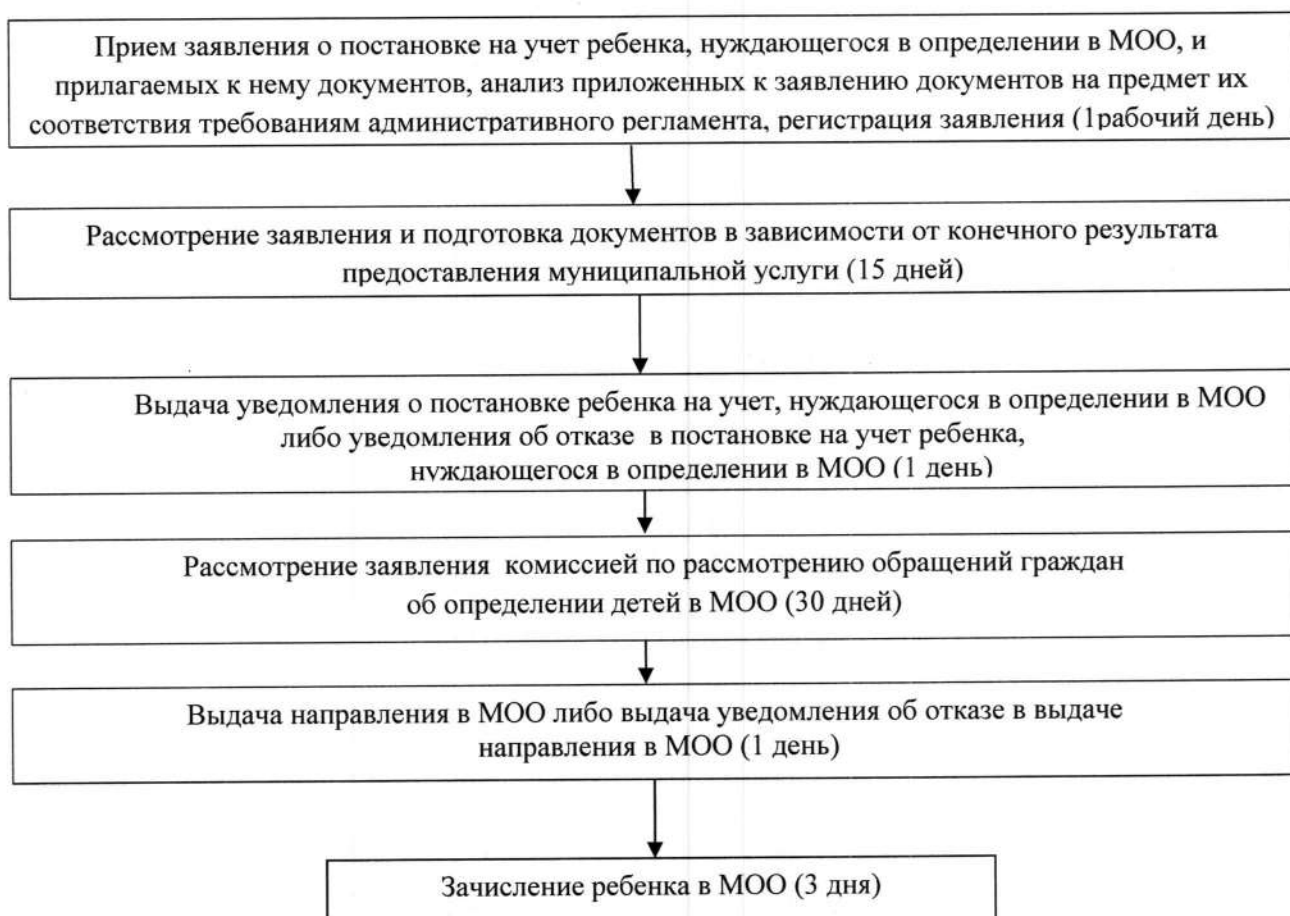 Прием заявления о постановке на учет ребенка, нуждающегося в определении в МОО, и
прилагаемых к нему документов, анализ приложенных к заявлению документов на предмет их
соответствия требованиям административного регламента, регистрация заявления (1рабочий день)
Рассмотрение заявления и подготовка документов в зависимости от конечного результата
предоставления муниципальной услуги (15 дней)
Выдача уведомления о постановке ребенка на учет, нуждающегося в определении в МОО
либо уведомления об отказе в постановке на учет ребенка,
нуждающегося в определении в МОО (1 день)
Рассмотрение заявления комиссией по рассмотрению обращений граждан
об определении детей в МОО (30 дней)
Выдача направления в МОО либо выдача уведомления об отказе в выдаче
направления в МОО (1 день)
Зачисление ребенка в МОО (3 дня)